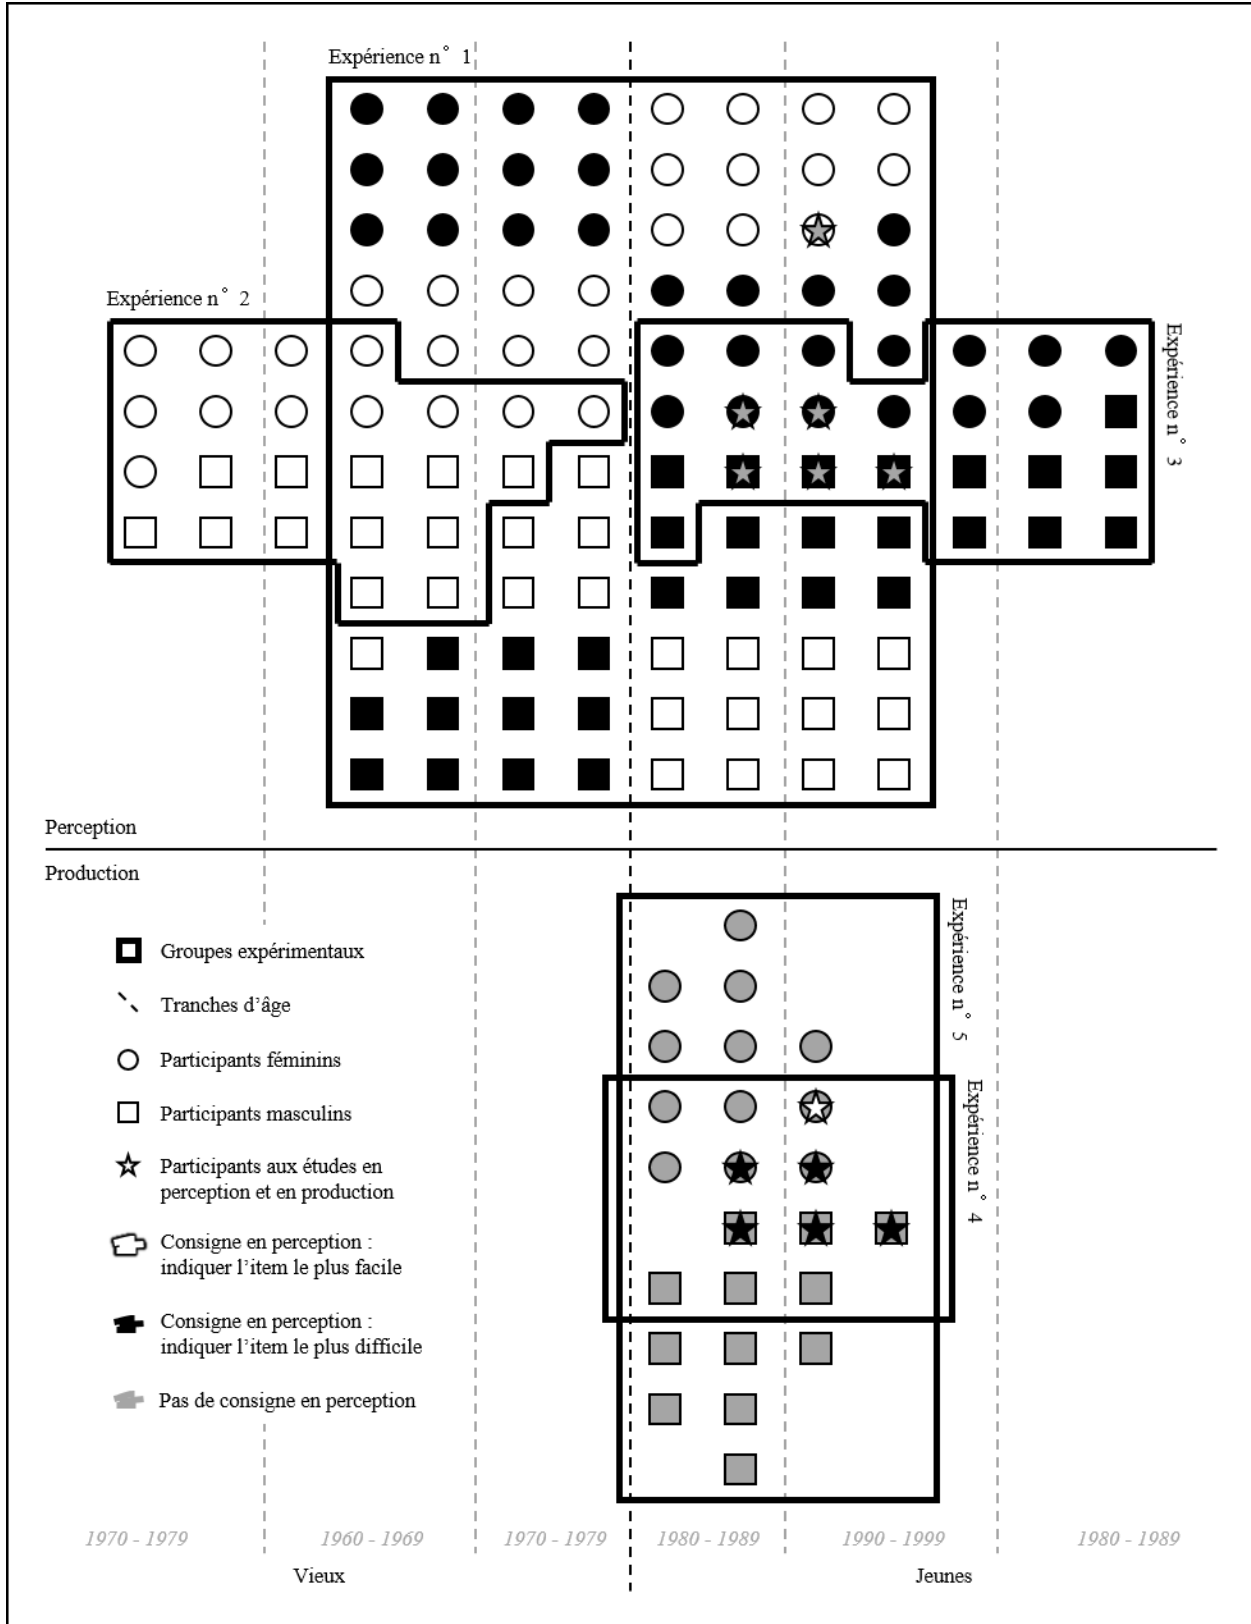 Expérience n° 1
Expérience n° 2
Expérience n° 3
Perception
Production
Expérience n° 5
Expérience n° 4
Groupes expérimentaux
Tranches d'âge
Participants féminins
Participants masculins
Participants aux études en
perception et en production
Consigne en perception :
indiquer l'item le plus facile
Consigne en perception :
indiquer l'item le plus difficile
Pas de consigne en perception
1970 - 1979
1960 - 1969
1970 - 1979
1980 - 1989
1990 - 1999
1980 - 1989
Vieux
Jeunes